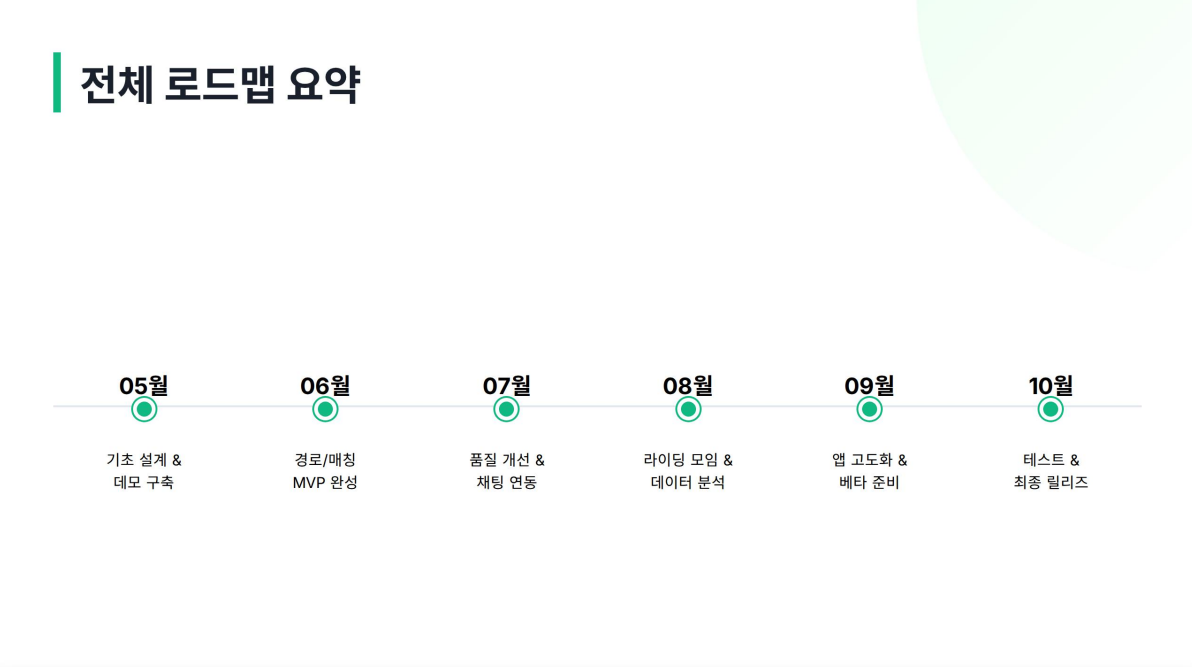 전체 로드맵 요약
05월
기초 설계 &
데모 구축
06월
경로/매칭
MVP 완성
07월
품질 개선 &
채팅 연동
08월
라이딩 모임 &
데이터 분석
09월
앱 고도화 &
베타 준비
10월
테스트 &
최종 릴리즈